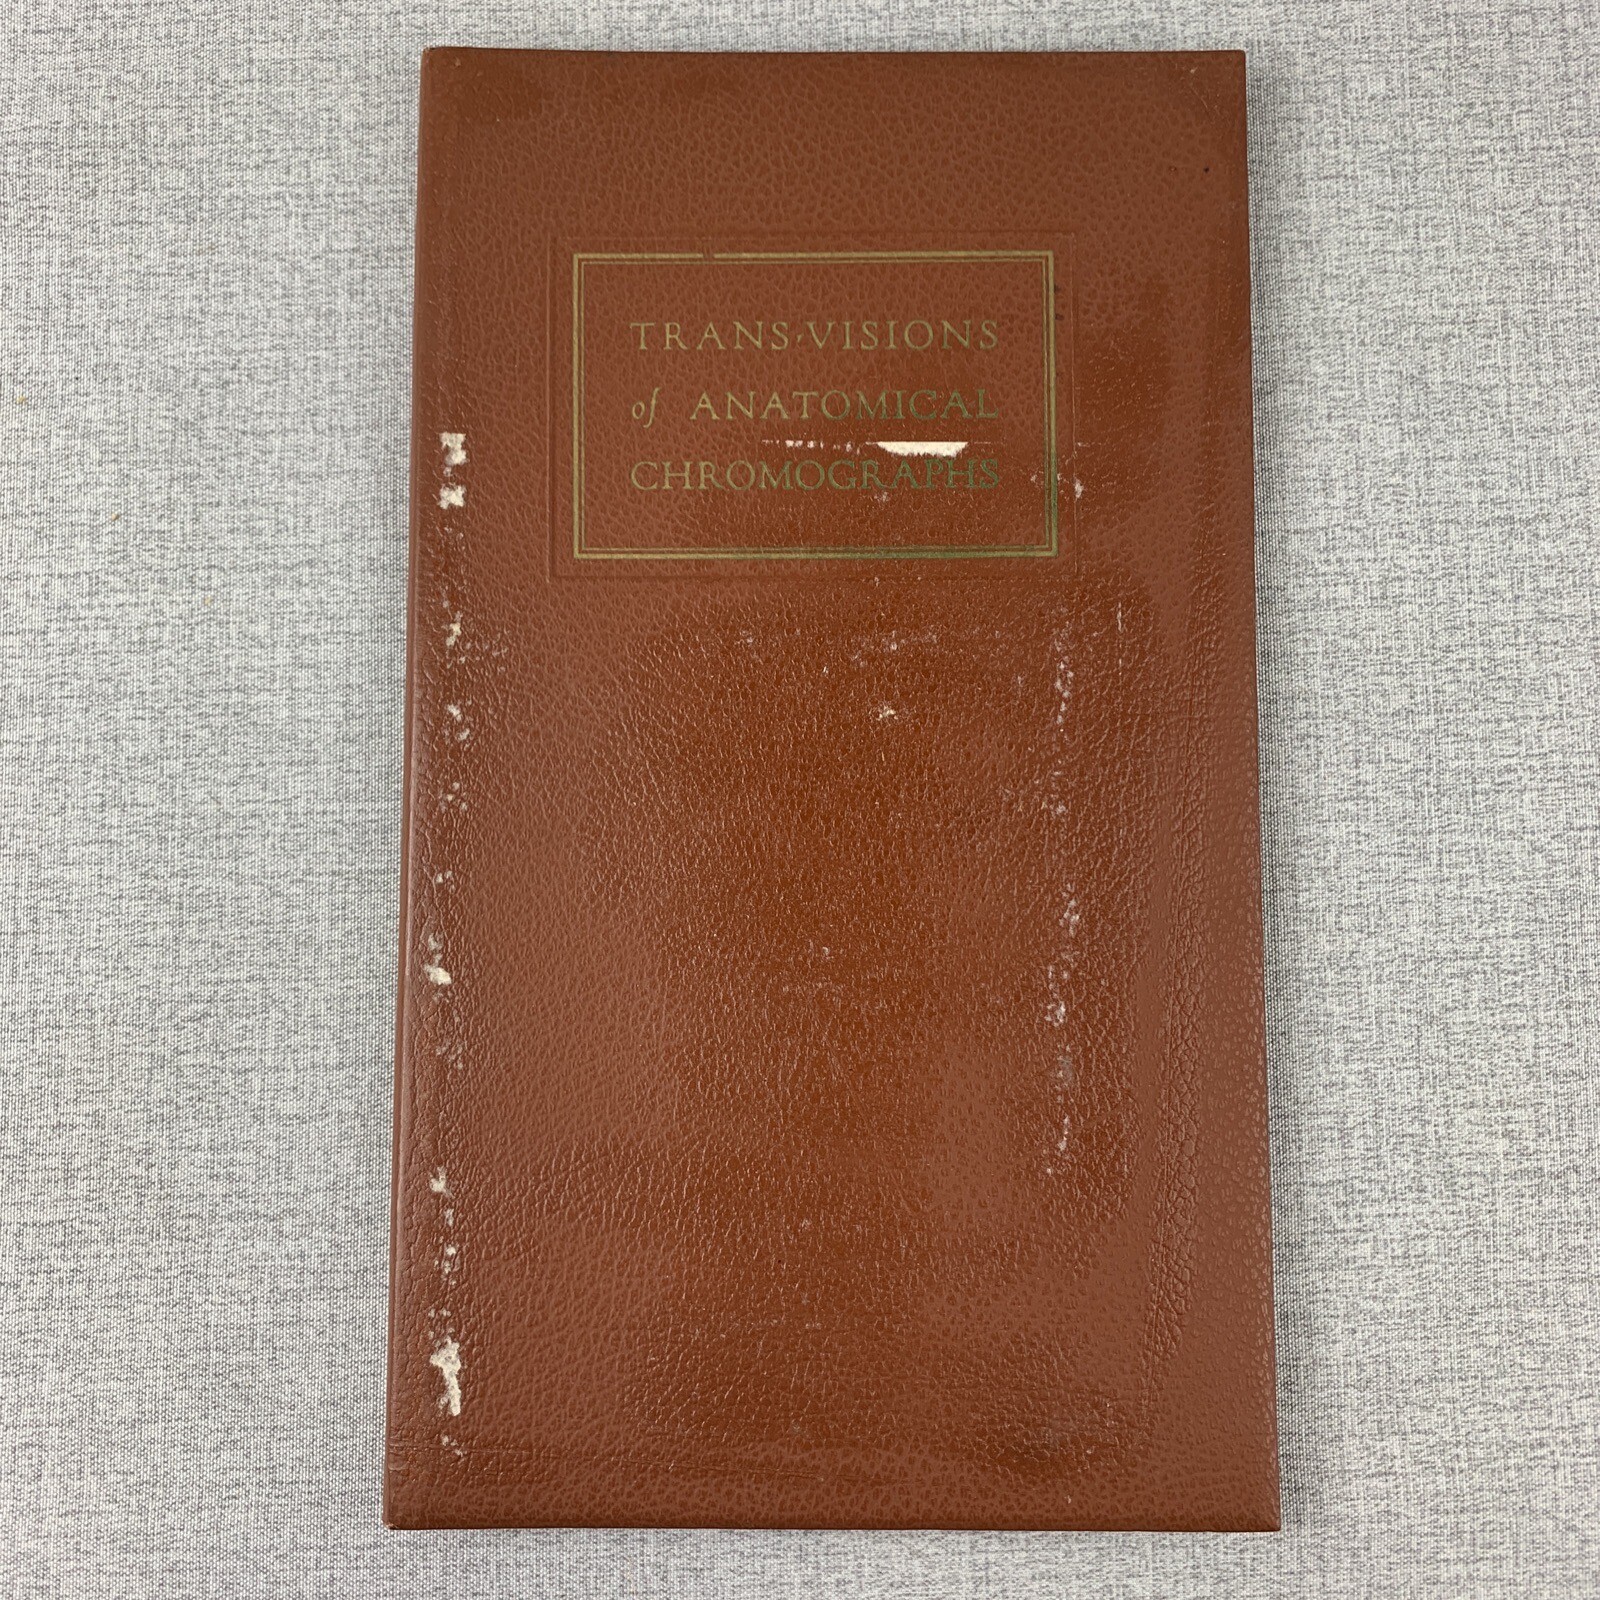 TRANS-VISIONS
of ANATOMICAL
CHROMOGRAPHS